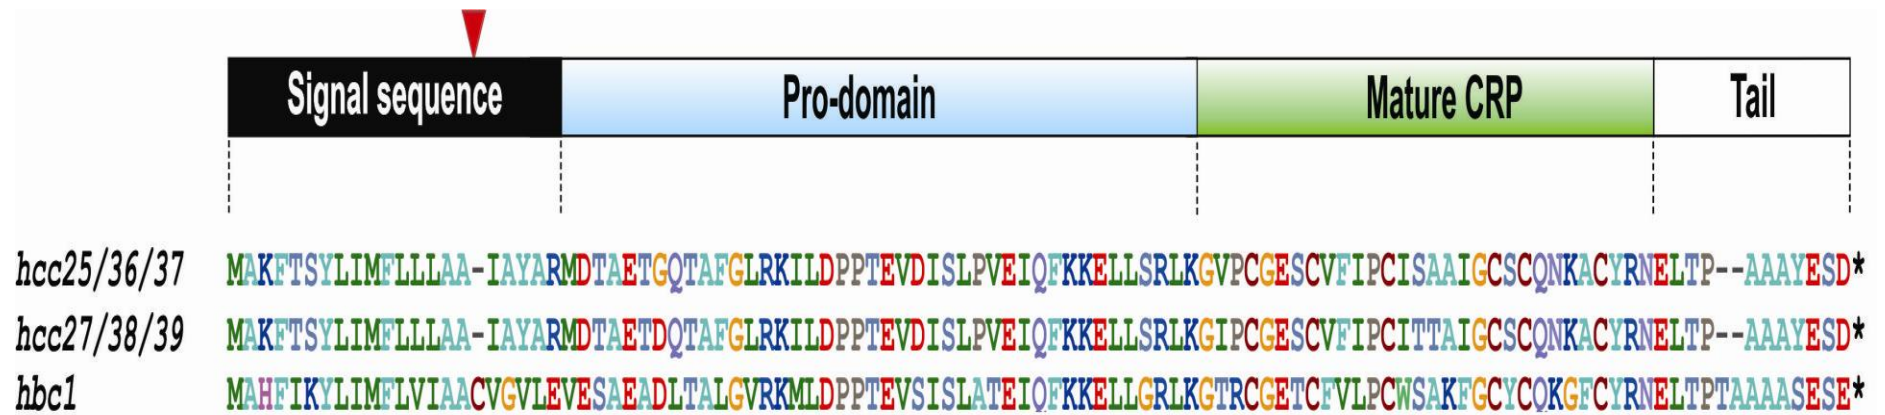 Signal sequence Pro-domain Mature CRP Tail
hcc25/36/37 MAKFTSYLIMFLLLAA-IAYARMDTAETGQTAFGLRKILDPPTEVDISLPVEIQFKKELLSRLKGVPCGESCVFIPCISAAIGCSCQNKACYRNELTP--AAAYESD*
hcc27/38/39 MAKFTSYLIMFLLLAA-IAYARMDTAETDQTAFGLRKILDPPTEVDISLPVEIQFKKELLSRLKGIPCGESCVFIPCITTAIGCSCQNKACYRNELTP--AAAYESD*
hbc1 MAHFIKYLIMFLVIAACVGVLEVESAEADLTALGVRKMLDPPTEVSISLATEIQFKKELLGRLKGTRCGETCFVLPCWSAKFGCYCQKGFCYRNELTPTAAAASESE*